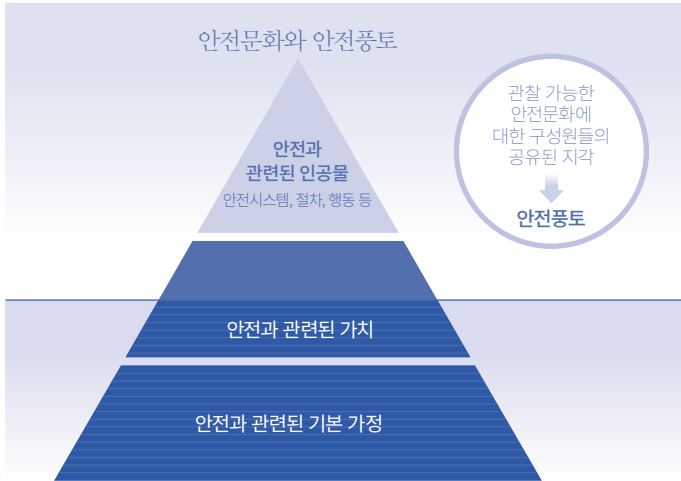 안전문화와 안전풍토
안전과
관련된 인공물
안전시스템, 절차, 행동 등
관찰 가능한
안전문화에
대한 구성원들의
공유된 지각
안전풍토
안전과 관련된 가치
안전과 관련된 기본 가정